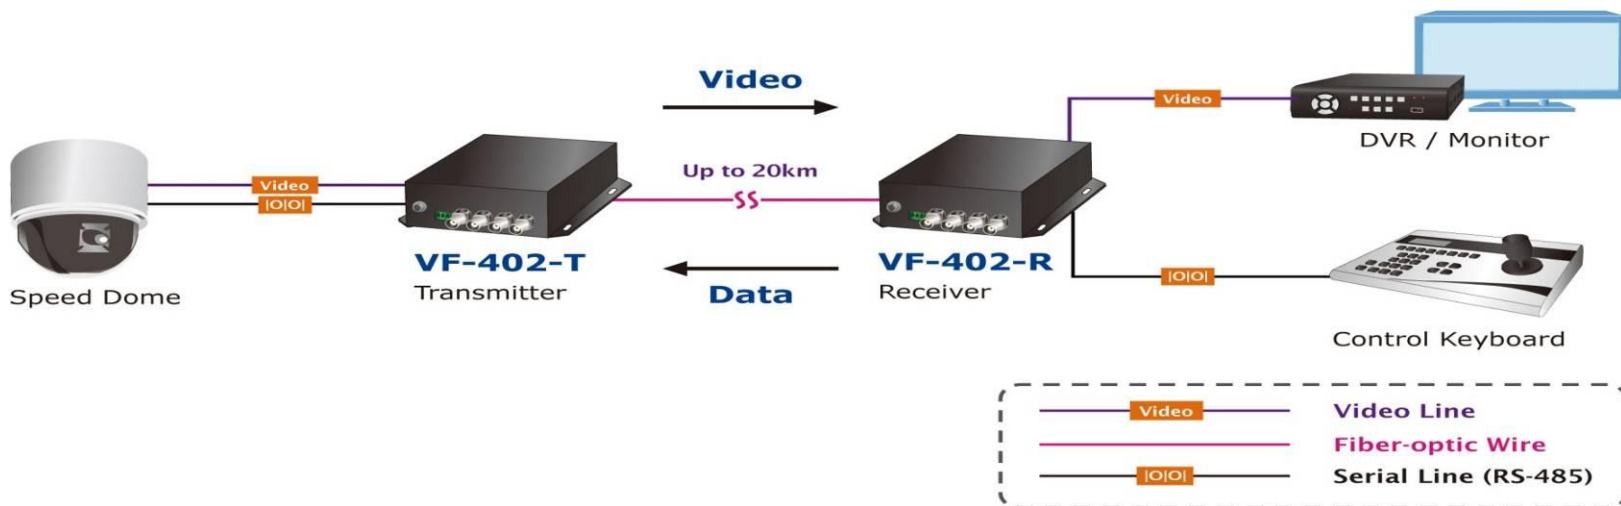 Video
Video
DVR / Monitor
Up to 20km
Video
|O|O|
VF-402-T
Transmitter
VF-402-R
Receiver
Speed Dome
Data
|O|O|
Control Keyboard
Video
Video Line
Fiber-optic Wire
|O|O|
Serial Line (RS-485)